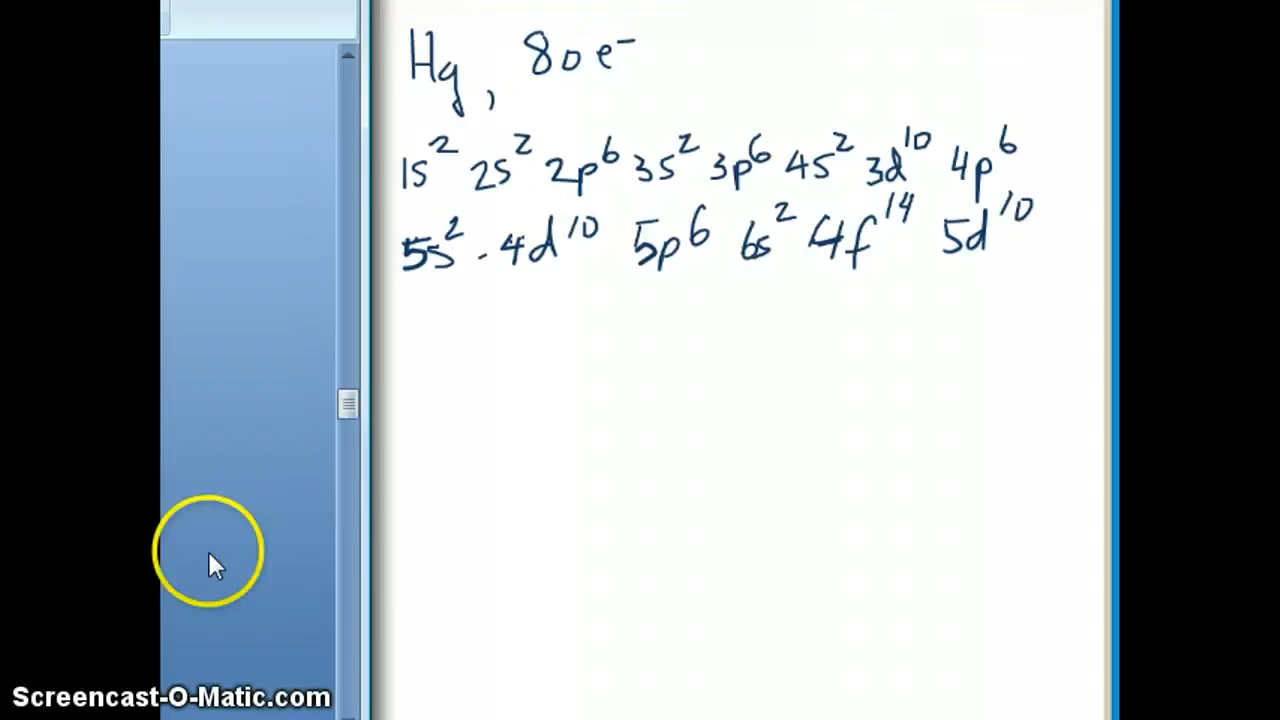 Hg, 80e⁻
1s² 2s² 2p⁶ 3s² 3p⁶ 4s² 3d¹⁰ 4p⁶
5s² . 4d¹⁰ 5p⁶ 6s² 4f¹⁴ 5d¹⁰
Screencast-O-Matic.com